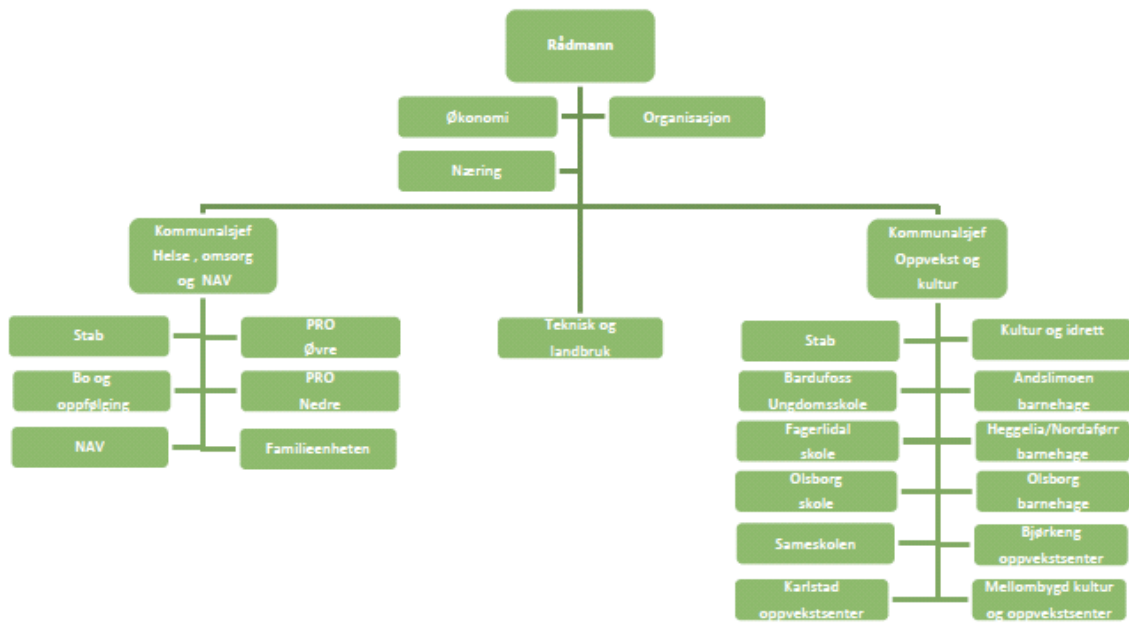 Rådmann
Økonomi
Organisasjon
Næring
Kommunalsjef
Helse , omsorg
og NAV
Kommunalsjef
Oppvekst og
kultur
Stab
PRO
Øvre
Bo og
oppfølging
PRO
Nedre
NAV
Familieenheten
Teknisk og
landbruk
Stab
Kultur og idrett
Bardufoss
Ungdomsskole
Andslimoen
barnehage
Fagerlidal
skole
Heggelia/Nordaførr
barnehage
Olsborg
skole
Olsborg
barnehage
Sameskolen
Bjørkeng
oppvekstsenter
Karlstad
oppvekstsenter
Mellombygd kultur
og oppvekstsenter